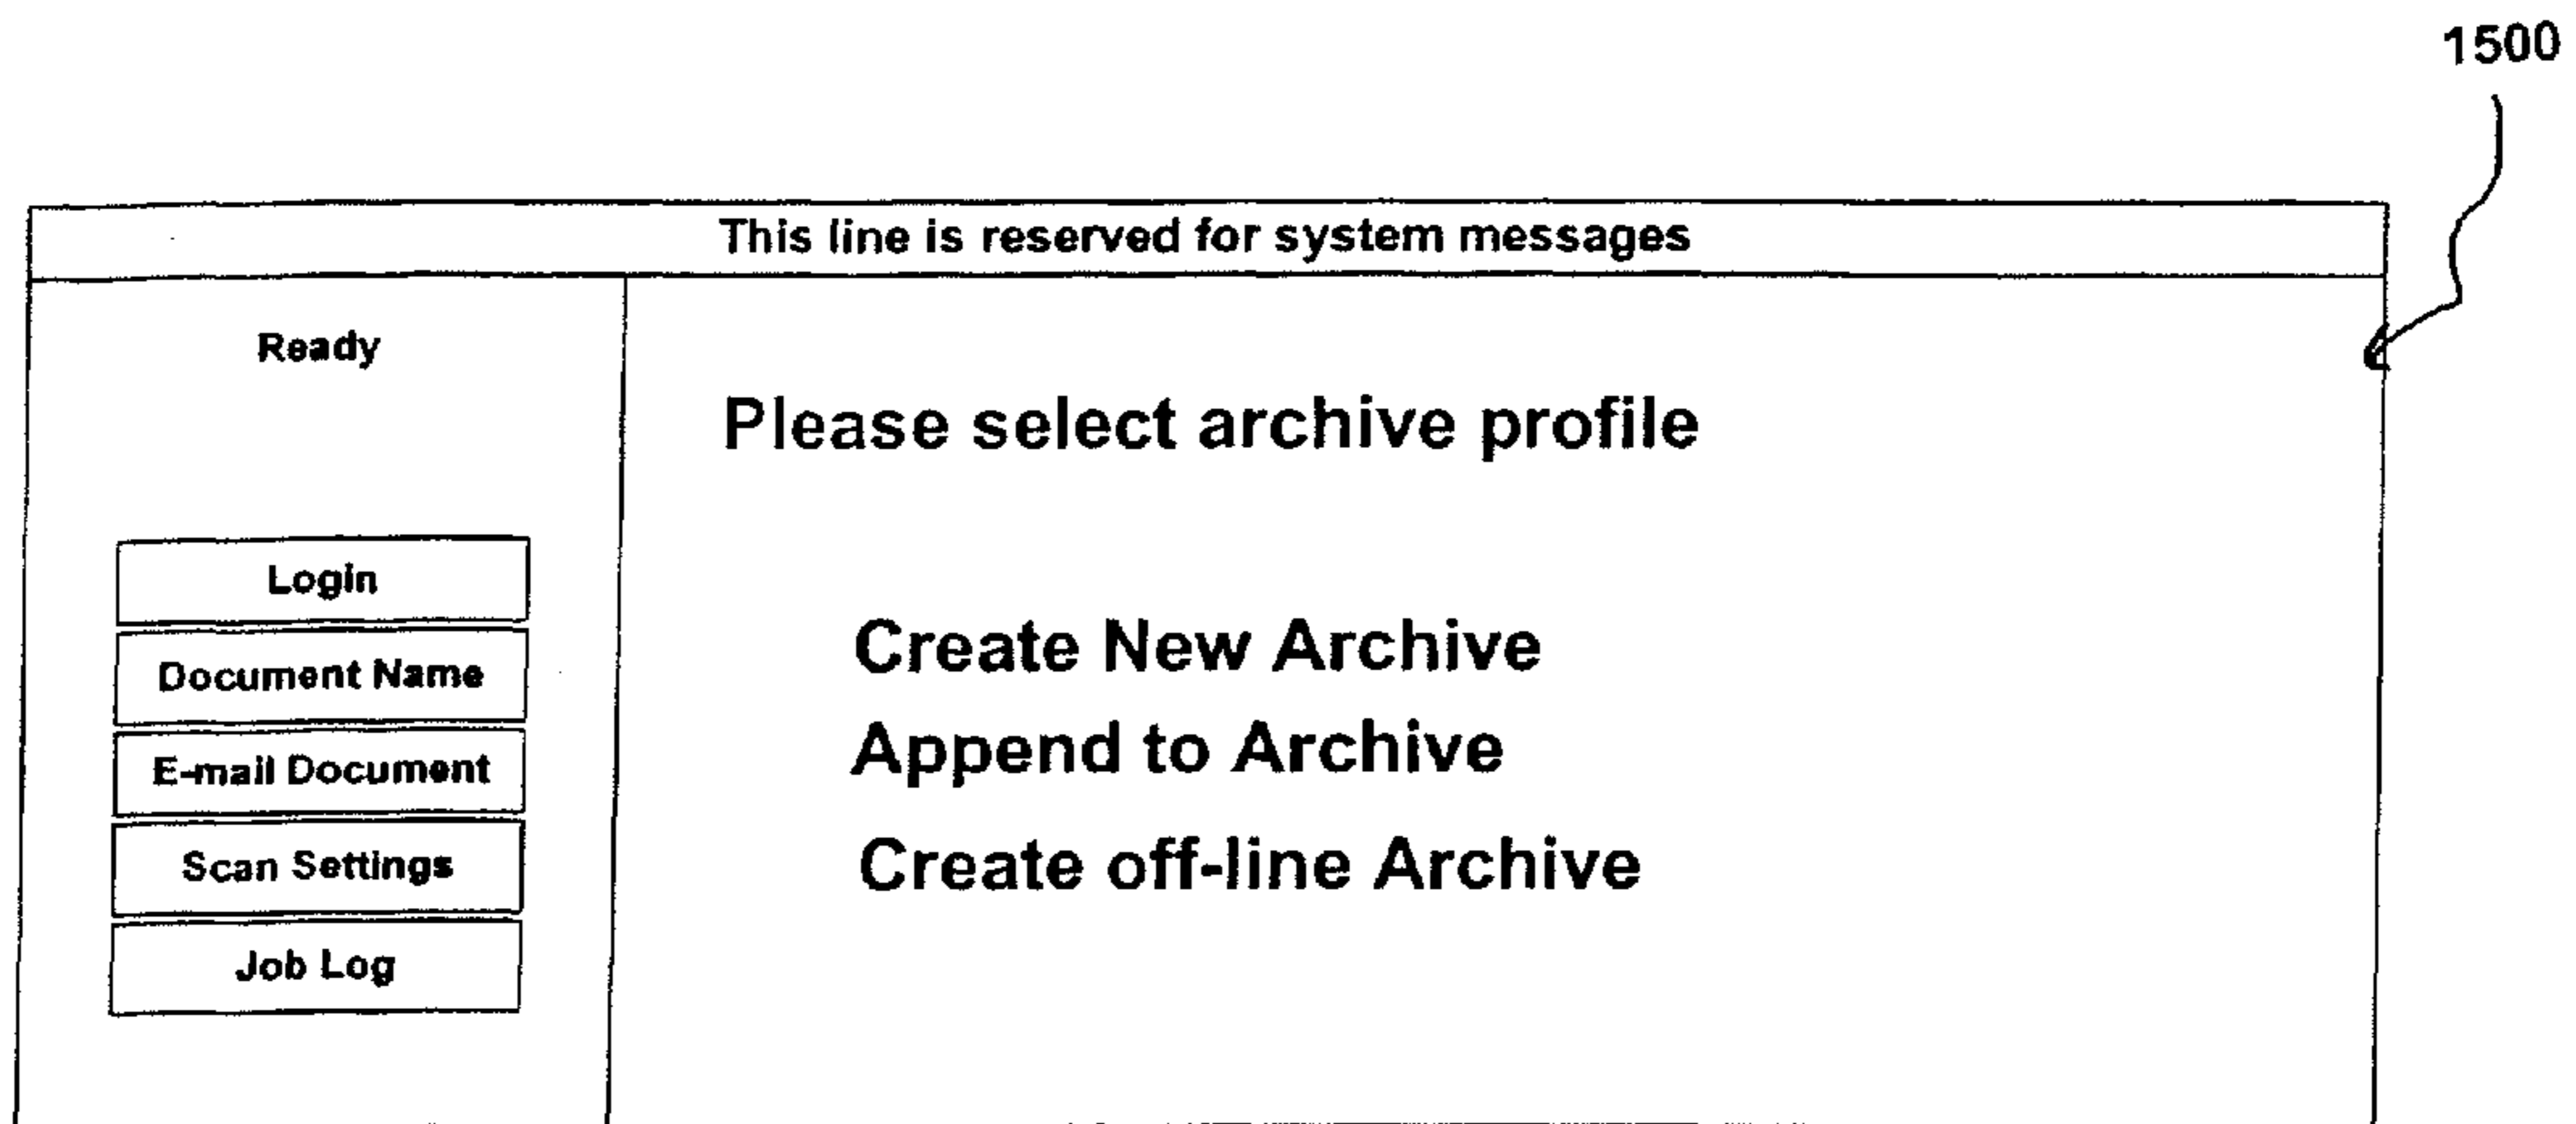 1500
This line is reserved for system messages
Ready
Login
Document Name
E-mail Document
Scan Settings
Job Log
Please select archive profile
Create New Archive
Append to Archive
Create off-line Archive